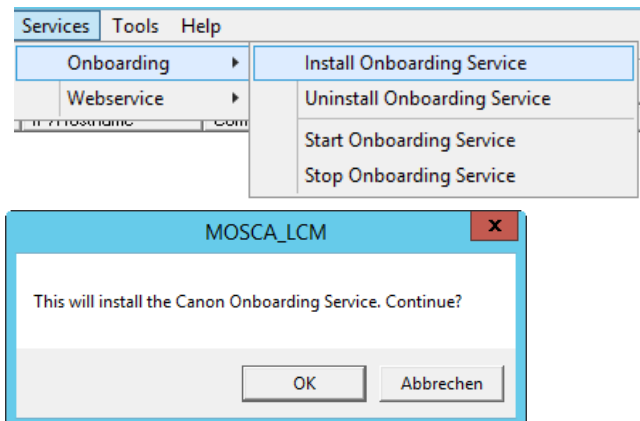 Services Tools Help
Onboarding Install Onboarding Service
Webservice Uninstall Onboarding Service
Start Onboarding Service
Stop Onboarding Service
MOSCA_LCM
x
This will install the Canon Onboarding Service. Continue?
OK Abbrechen